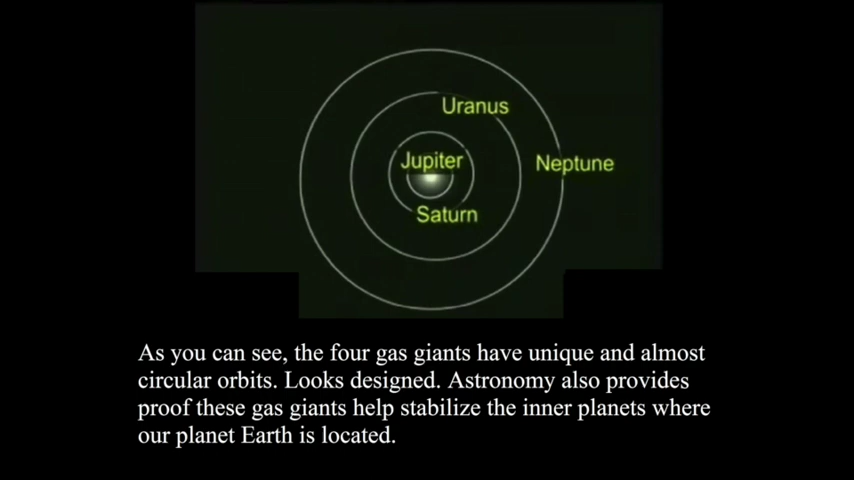 Uranus
Jupiter
Neptune
Saturn
As you can see, the four gas giants have unique and almost
circular orbits. Looks designed. Astronomy also provides
proof these gas giants help stabilize the inner planets where
our planet Earth is located.